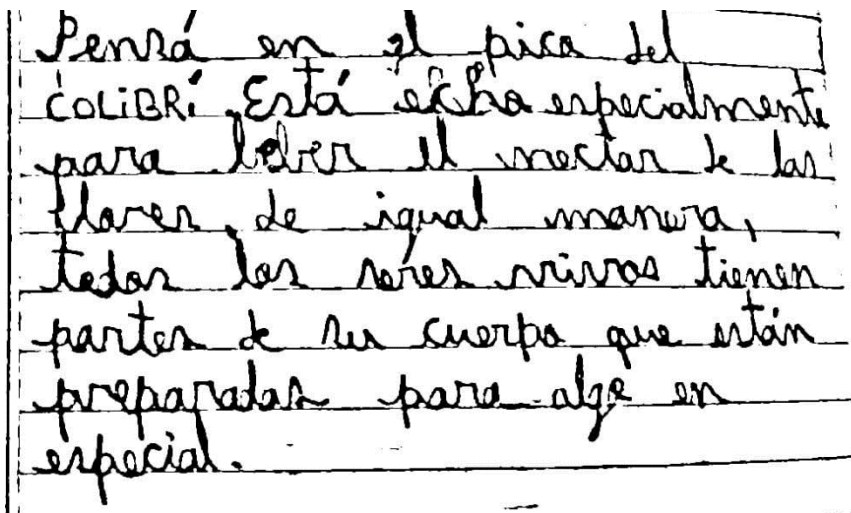 Pensá en el pico del
COLiBRÍ. Está echo especialmente
para beber el nectar de las
flores, de igual manera,
todos los seres vivos tienen
partes de su cuerpo que están
preparadas para algo en
especial.